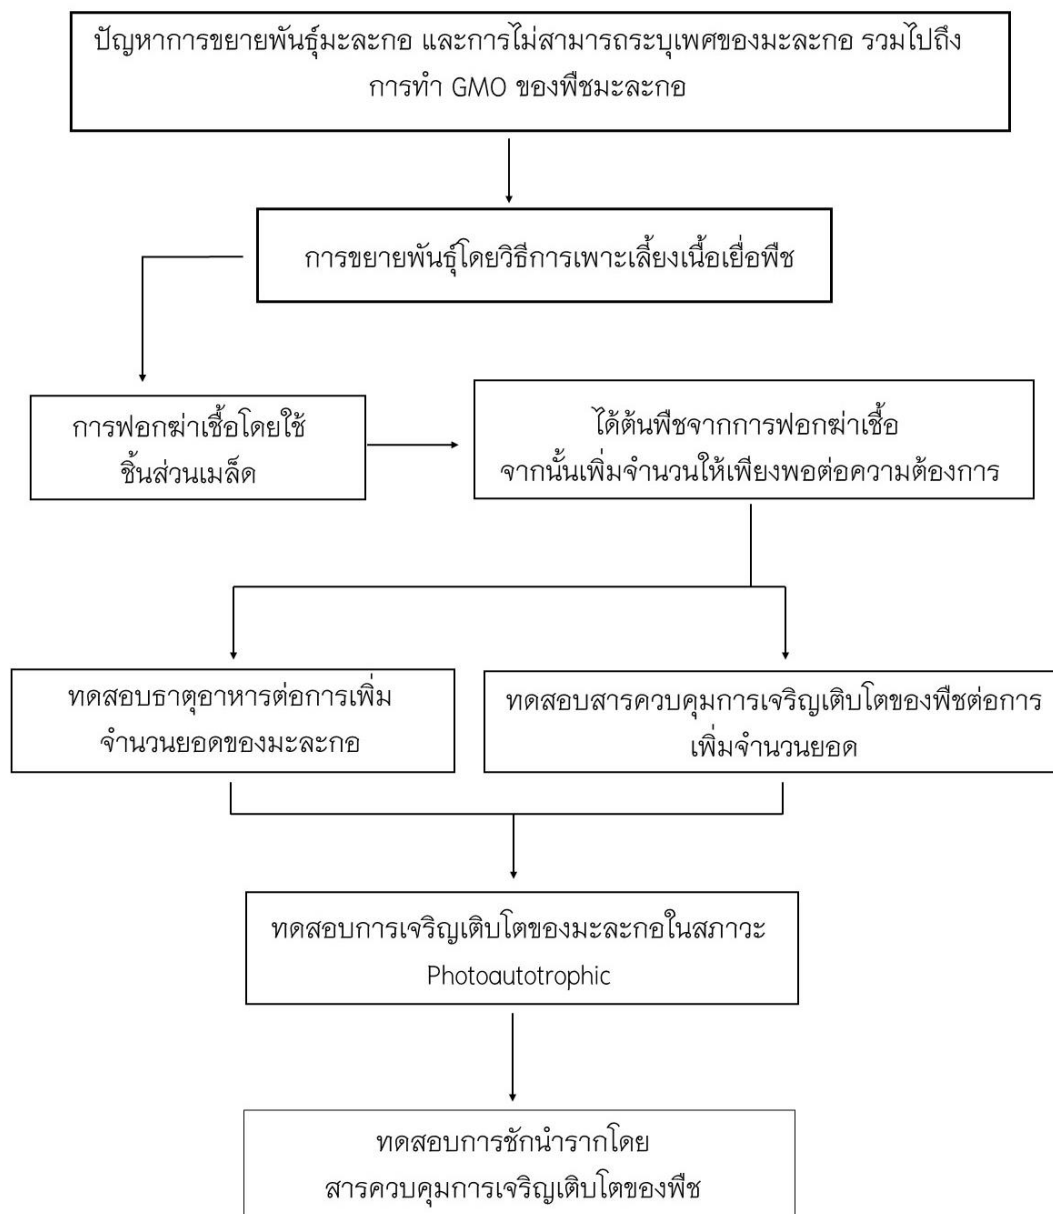 ปัญหาการขยายพันธุ์มะละกอ และการไม่สามารถระบุเพศของมะละกอ รวมไปถึง
การทำ GMO ของพืชมะละกอ
การขยายพันธุ์โดยวิธีการเพาะเลี้ยงเนื้อเยื่อพืช
การฟอกฆ่าเชื้อโดยใช้
ชิ้นส่วนเมล็ด
ได้ต้นพืชจากการฟอกฆ่าเชื้อ
จากนั้นเพิ่มจำนวนให้เพียงพอต่อความต้องการ
ทดสอบธาตุอาหารต่อการเพิ่ม
จำนวนยอดของมะละกอ
ทดสอบสารควบคุมการเจริญเติบโตของพืชต่อการ
เพิ่มจำนวนยอด
ทดสอบการเจริญเติบโตของมะละกอในสภาวะ
Photoautotrophic
ทดสอบการชักนำรากโดย
สารควบคุมการเจริญเติบโตของพืช